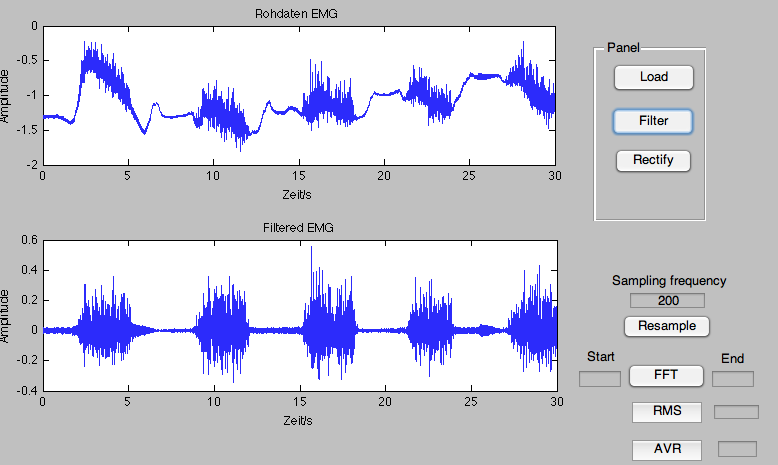 Rohdaten EMG
Amplitude
0
-0.5
-1
-1.5
-2
0 5 10 15 20 25 30
Zeit/s
Filtered EMG
Amplitude
0.6
0.4
0.2
0
-0.2
-0.4
0 5 10 15 20 25 30
Zeit/s
Panel
Load
Filter
Rectify
Sampling frequency
200
Resample
Start End
FFT
RMS
AVR